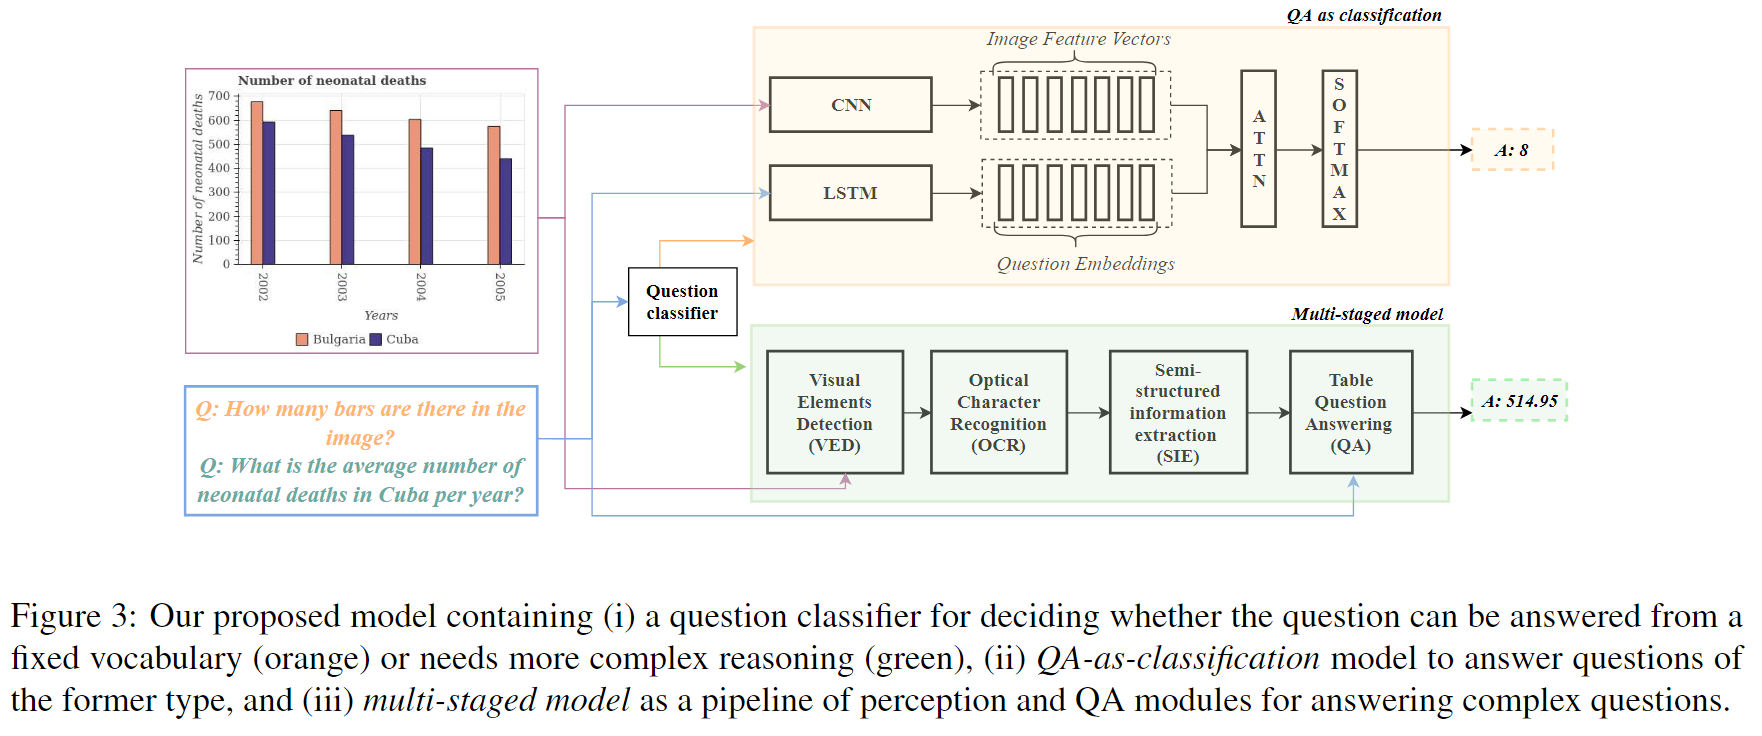 QA as classification
Number of neonatal deaths
Number of neonatal deaths
700
600
500
400
300
200
100
0
2002
2003
2004
2005
Years
Bulgaria
Cuba
Q: How many bars are there in the
image?
Q: What is the average number of
neonatal deaths in Cuba per year?
Question
classifier
Image Feature Vectors
CNN
LSTM
Question Embeddings
ATTN
SOFTMAX
A: 8
Multi-staged model
Visual
Elements
Detection
(VED)
Optical
Character
Recognition
(OCR)
Semi-
structured
information
extraction
(SIE)
Table
Question
Answering
(QA)
A: 514.95
Figure 3: Our proposed model containing (i) a question classifier for deciding whether the question can be answered from a
fixed vocabulary (orange) or needs more complex reasoning (green), (ii) QA-as-classification model to answer questions of
the former type, and (iii) multi-staged model as a pipeline of perception and QA modules for answering complex questions.